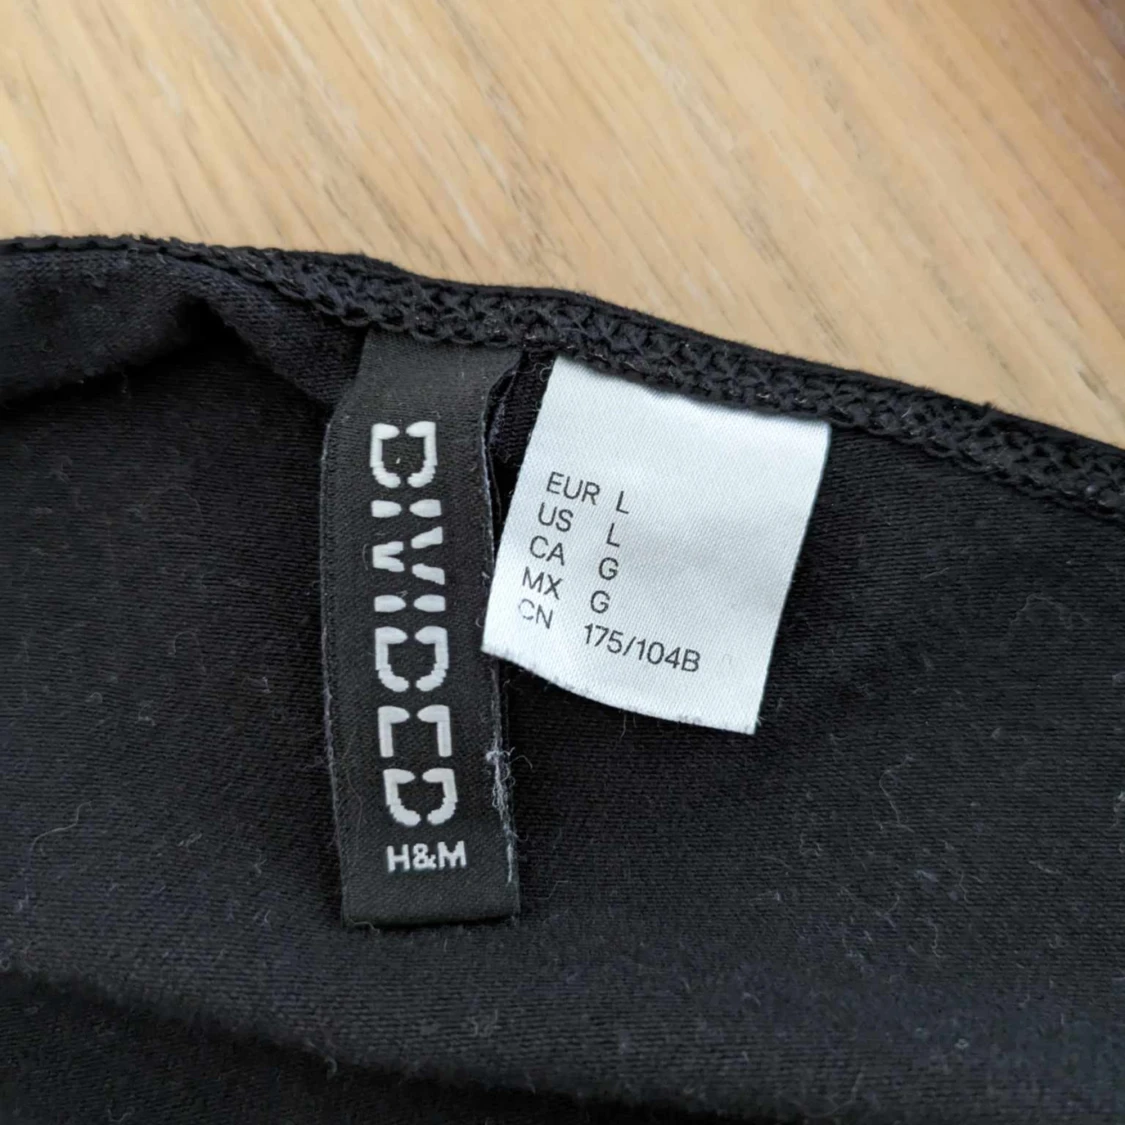 DIVIDED
H&M
EUR L
US L
CA G
MX G
CN 175/104B